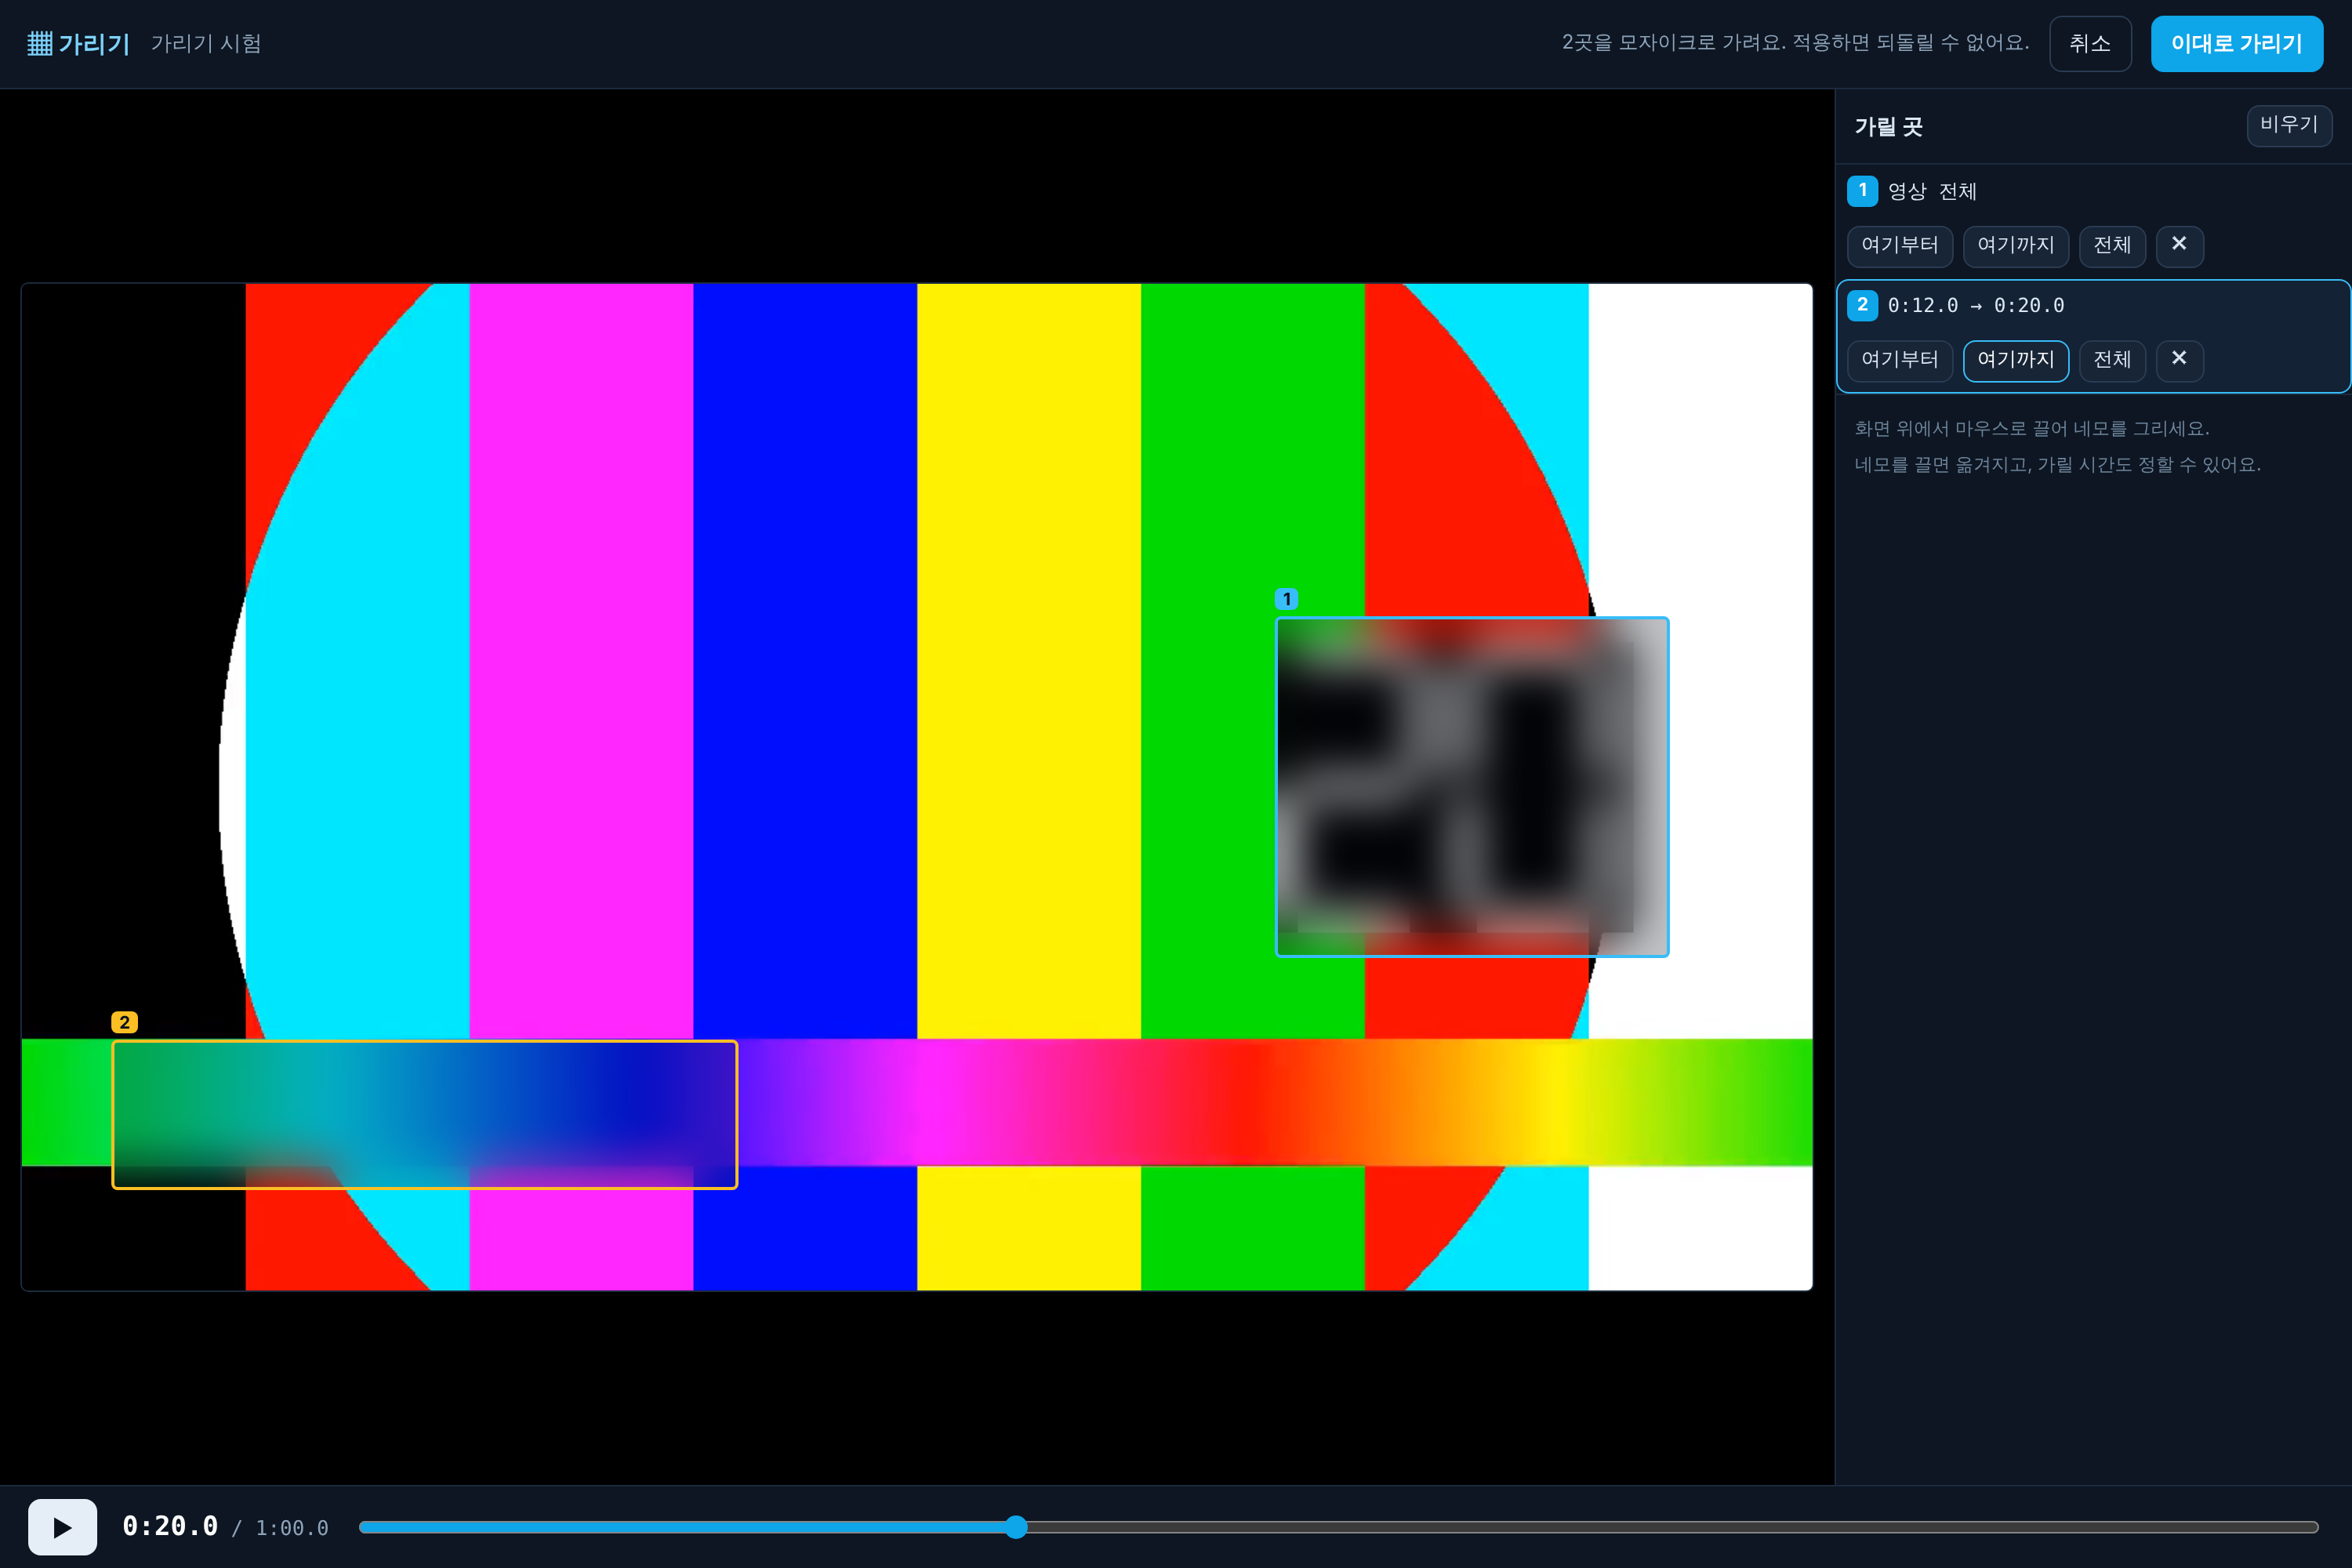 가리기 가리기 시험 2곳을 모자이크로 가려요. 적용하면 되돌릴 수 없어요. 취소 이대로 가리기
가릴 곳 비우기
1 영상 전체
여기부터 여기까지 전체 ✕
2 0:12.0 → 0:20.0
여기부터 여기까지 전체 ✕
화면 위에서 마우스로 끌어 네모를 그리세요.
네모를 끌면 옮겨지고, 가릴 시간도 정할 수 있어요.
1
2
0:20.0 / 1:00.0